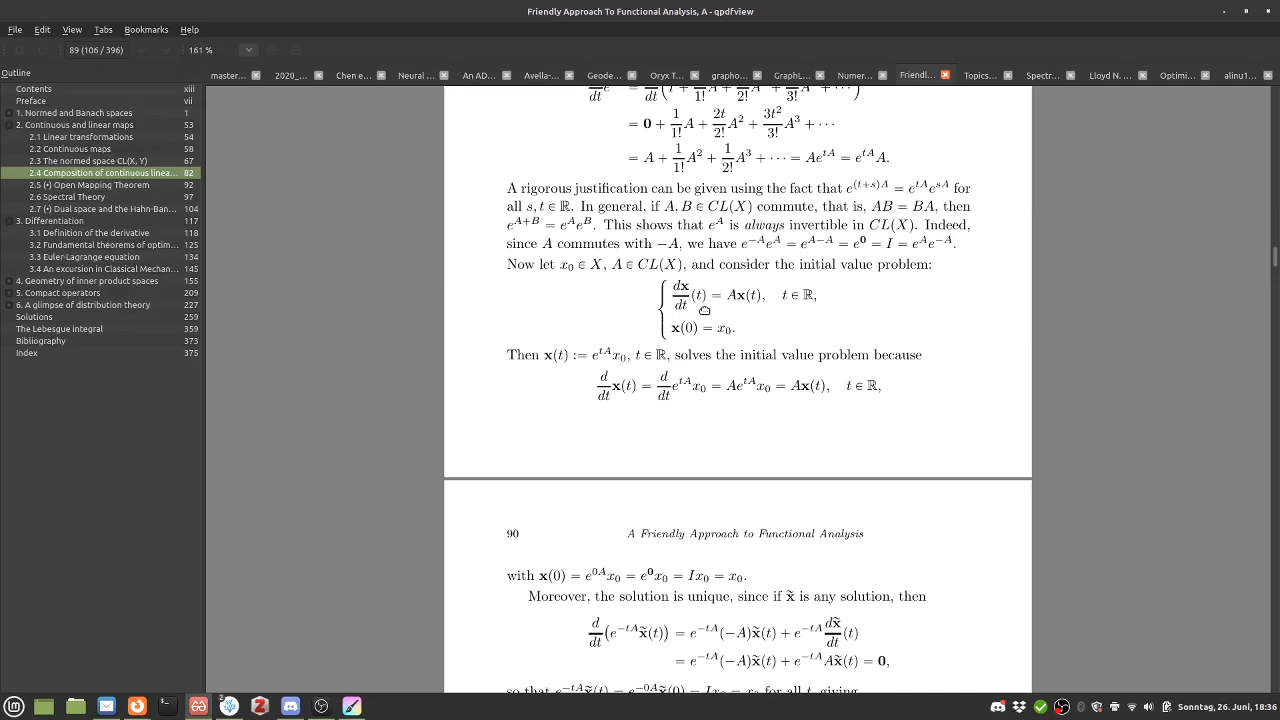 Friendly Approach To Functional Analysis, A - qpdfview
File Edit View Tabs Bookmarks Help
89 (106 / 396) 161 %
Outline
master... 2020_... Chen e... Neural ... An AD... Avella-... Geode... Oryx T... grapho... GraphL... Numer... Friendl... Topics... Spectr... Lloyd N. ... Optimi... alinu1...
Contents xiii
Preface vii
1. Normed and Banach spaces 1
2. Continuous and linear maps 53
2.1 Linear transformations 54
2.2 Continuous maps 58
2.3 The normed space CL(X, Y) 67
2.4 Composition of continuous linea... 82
2.5 (•) Open Mapping Theorem 92
2.6 Spectral Theory 97
2.7 (•) Dual space and the Hahn-Ban... 104
3. Differentiation 117
3.1 Definition of the derivative 118
3.2 Fundamental theorems of optim... 125
3.3 Euler-Lagrange equation 134
3.4 An excursion in Classical Mechan... 145
4. Geometry of inner product spaces 155
5. Compact operators 209
6. A glimpse of distribution theory 227
Solutions 259
The Lebesgue integral 359
Bibliography 373
Index 375
= 0 + 1/1! A + 2t/2! A² + 3t²/3! A³ + ···
= A + 1/1! A² + 1/2! A³ + ··· = Ae^{tA} = e^{tA}A.
A rigorous justification can be given using the fact that e^{(t+s)A} = e^{tA}e^{sA} for
all s, t ∈ ℝ. In general, if A, B ∈ CL(X) commute, that is, AB = BA, then
e^{A+B} = e^A e^B. This shows that e^A is always invertible in CL(X). Indeed,
since A commutes with −A, we have e^{−A}e^A = e^{A−A} = e^0 = I = e^A e^{−A}.
Now let x₀ ∈ X, A ∈ CL(X), and consider the initial value problem:
dx/dt (t) = Ax(t), t ∈ ℝ,
x(0) = x₀.
Then x(t) := e^{tA}x₀, t ∈ ℝ, solves the initial value problem because
d/dt x(t) = d/dt e^{tA}x₀ = Ae^{tA}x₀ = Ax(t), t ∈ ℝ,
90 A Friendly Approach to Functional Analysis
with x(0) = e^{0A}x₀ = e^0 x₀ = Ix₀ = x₀.
Moreover, the solution is unique, since if x̃ is any solution, then
d/dt (e^{−tA}x̃(t)) = e^{−tA}(−A)x̃(t) + e^{−tA} dx̃/dt (t)
= e^{−tA}(−A)x̃(t) + e^{−tA}Ax̃(t) = 0,
so that e^{−tA}x̃(t) = e^{−0A}x̃(0) = Ix₀ = x₀ for all t, giving
Sonntag, 26. Juni, 18:36